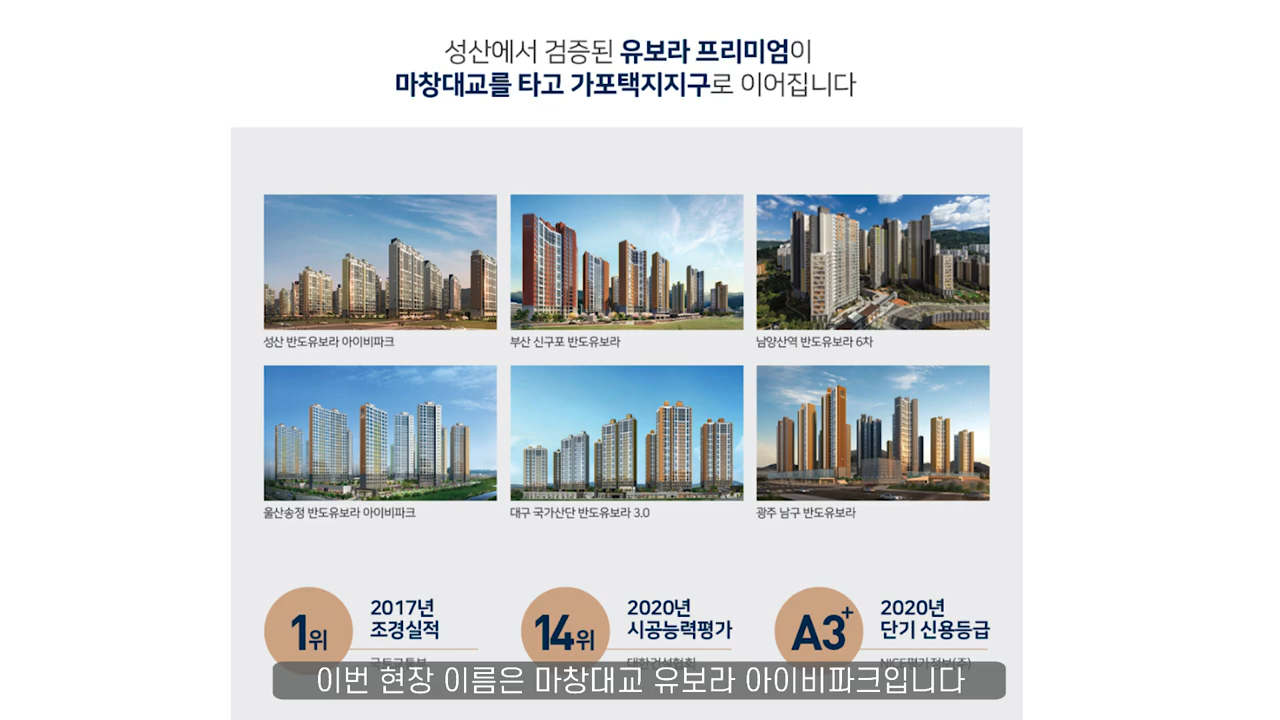 성산에서 검증된 유보라 프리미엄이
마창대교를 타고 가포택지지구로 이어집니다
성산 반도유보라 아이비파크
부산 신구포 반도유보라
남양산역 반도유보라 6차
울산송정 반도유보라 아이비파크
대구 국가산단 반도유보라 3.0
광주 남구 반도유보라
1위
2017년
조경실적
14위
2020년
시공능력평가
A3+
2020년
단기 신용등급
이번 현장 이름은 마창대교 유보라 아이비파크입니다